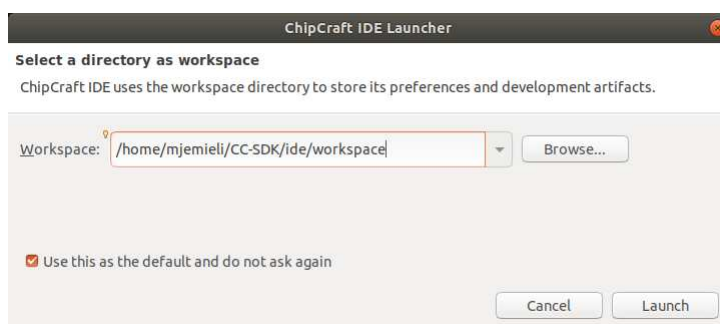 ChipCraft IDE Launcher
Select a directory as workspace
ChipCraft IDE uses the workspace directory to store its preferences and development artifacts.
Workspace: /home/mjemieli/CC-SDK/ide/workspace Browse...
Use this as the default and do not ask again
Cancel Launch